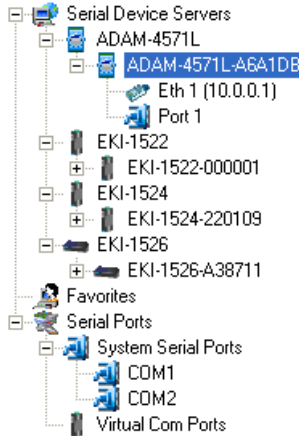 Serial Device Servers
ADAM-4571L
ADAM-4571L-A6A1DB
Eth 1 (10.0.0.1)
Port 1
EKI-1522
EKI-1522-000001
EKI-1524
EKI-1524-220109
EKI-1526
EKI-1526-A38711
Favorites
Serial Ports
System Serial Ports
COM1
COM2
Virtual Com Ports